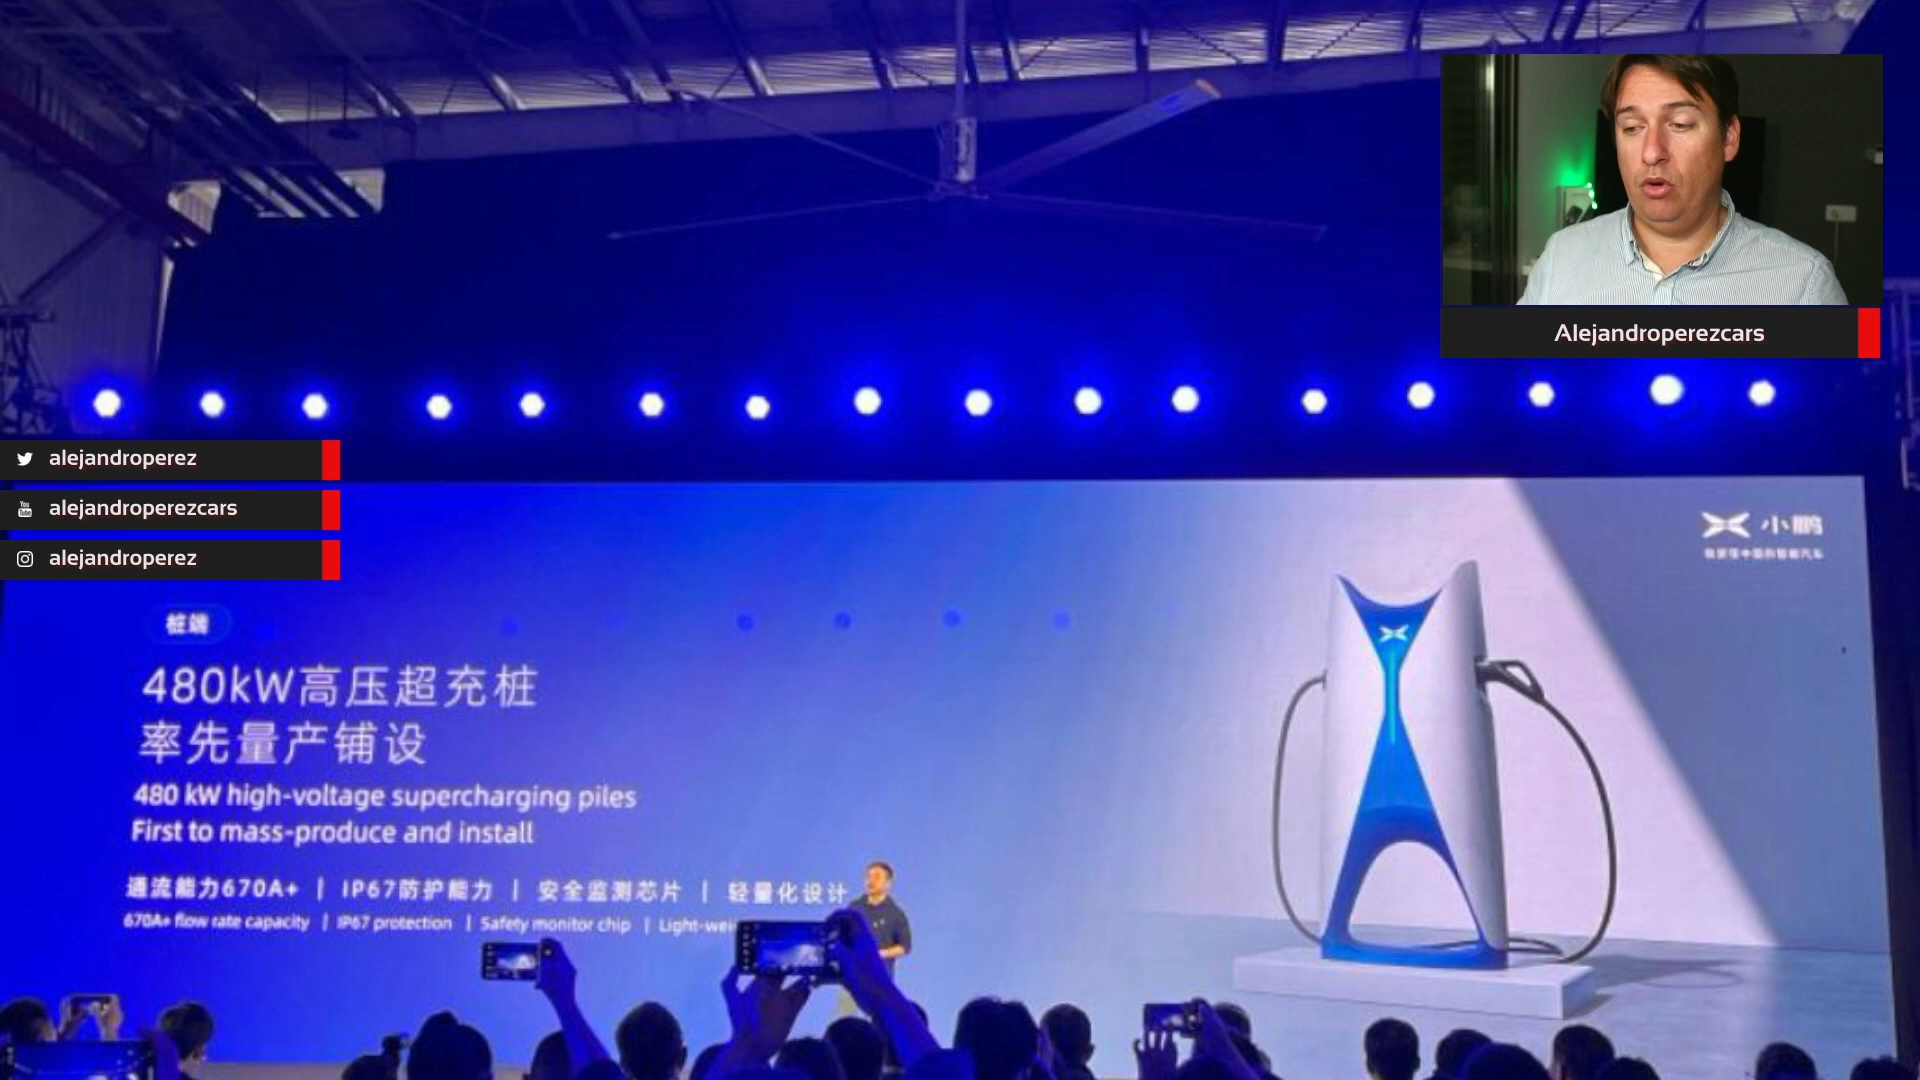 Alejandroperezcars
alejandroperez
alejandroperezcars
alejandroperez
小鹏
桩端
480kW高压超充桩
率先量产铺设
480 kW high-voltage supercharging piles
First to mass-produce and install
通流能力670A+ | IP67防护能力 | 安全监测芯片 | 轻量化设计
670A+ flow rate capacity | IP67 protection | Safety monitor chip |